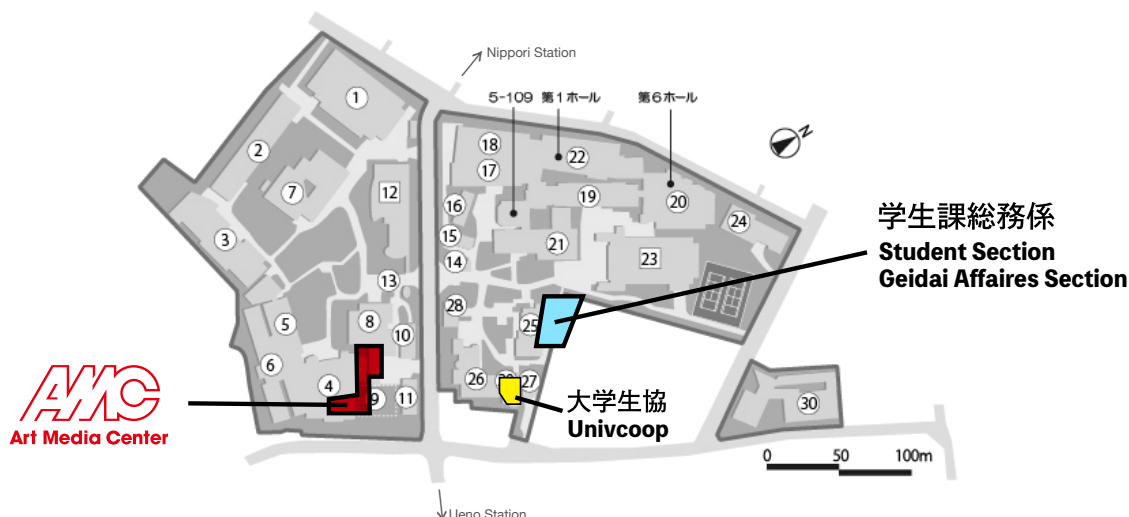 Nippori Station
5-109 第1ホール 第6ホール
N
1
18
2
17
22
7
12
19
20
16
24
3
15
21
14
23
13
28
5
8
25
10
6
26
27
4
9
11
30
学生課総務係
Student Section
Geidai Affaires Section
AMC
Art Media Center
大学生協
Univcoop
0 50 100m
Ueno Station